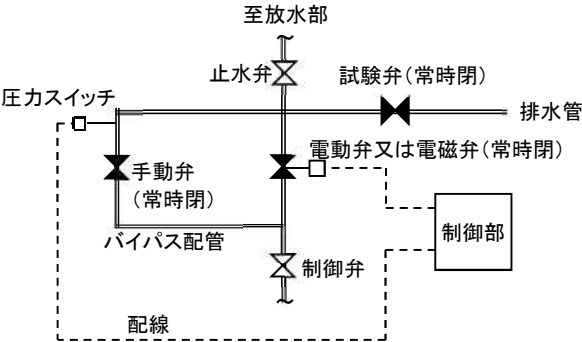 至放水部
止水弁
試験弁(常時閉)
圧力スイッチ
排水管
電動弁又は電磁弁(常時閉)
手動弁
(常時閉)
制御部
バイパス配管
制御弁
配線